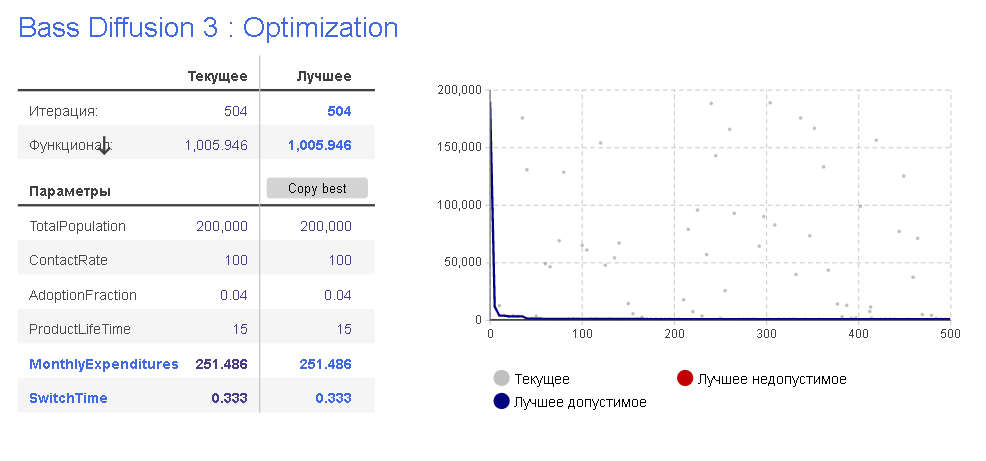 Bass Diffusion 3 : Optimization
Текущее Лучшее
Итерация: 504 504
Функционал: 1,005.946 1,005.946
Параметры Copy best
TotalPopulation 200,000 200,000
ContactRate 100 100
AdoptionFraction 0.04 0.04
ProductLifeTime 15 15
MonthlyExpenditures 251.486 251.486
SwitchTime 0.333 0.333
200,000
150,000
100,000
50,000
0
0 100 200 300 400 500
Текущее Лучшее недопустимое
Лучшее допустимое